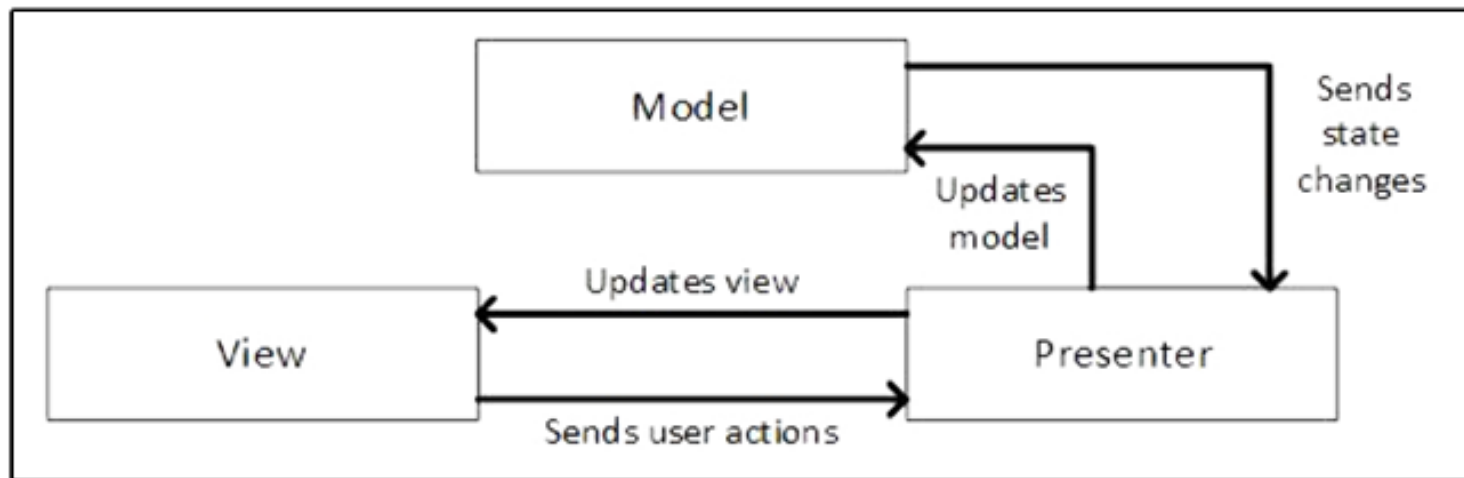 Model
Sends
state
changes
Updates
model
Updates view
View
Presenter
Sends user actions